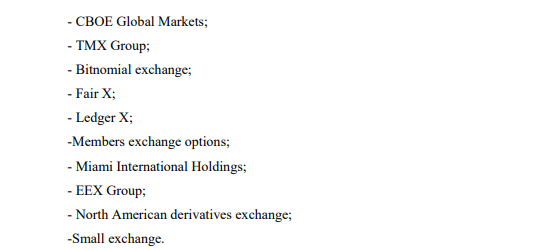 - CBOE Global Markets;
- TMX Group;
- Bitnomial exchange;
- Fair X;
- Ledger X;
-Members exchange options;
- Miami International Holdings;
- EEX Group;
- North American derivatives exchange;
-Small exchange.